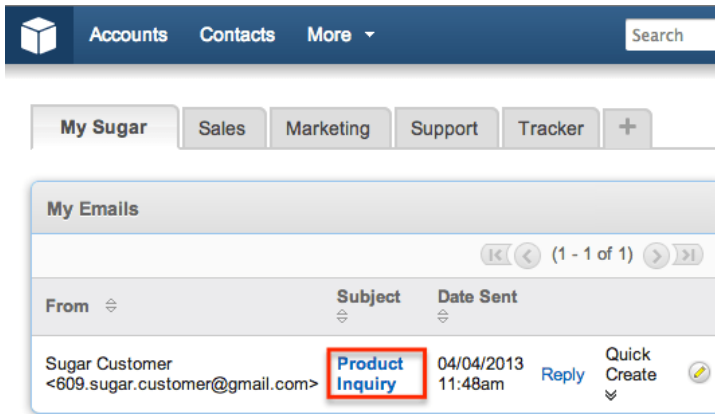 Accounts Contacts More Search
My Sugar Sales Marketing Support Tracker +
My Emails
(1 - 1 of 1)
From Subject Date Sent
Sugar Customer Product 04/04/2013 Reply Quick
<609.sugar.customer@gmail.com> Inquiry 11:48am Create